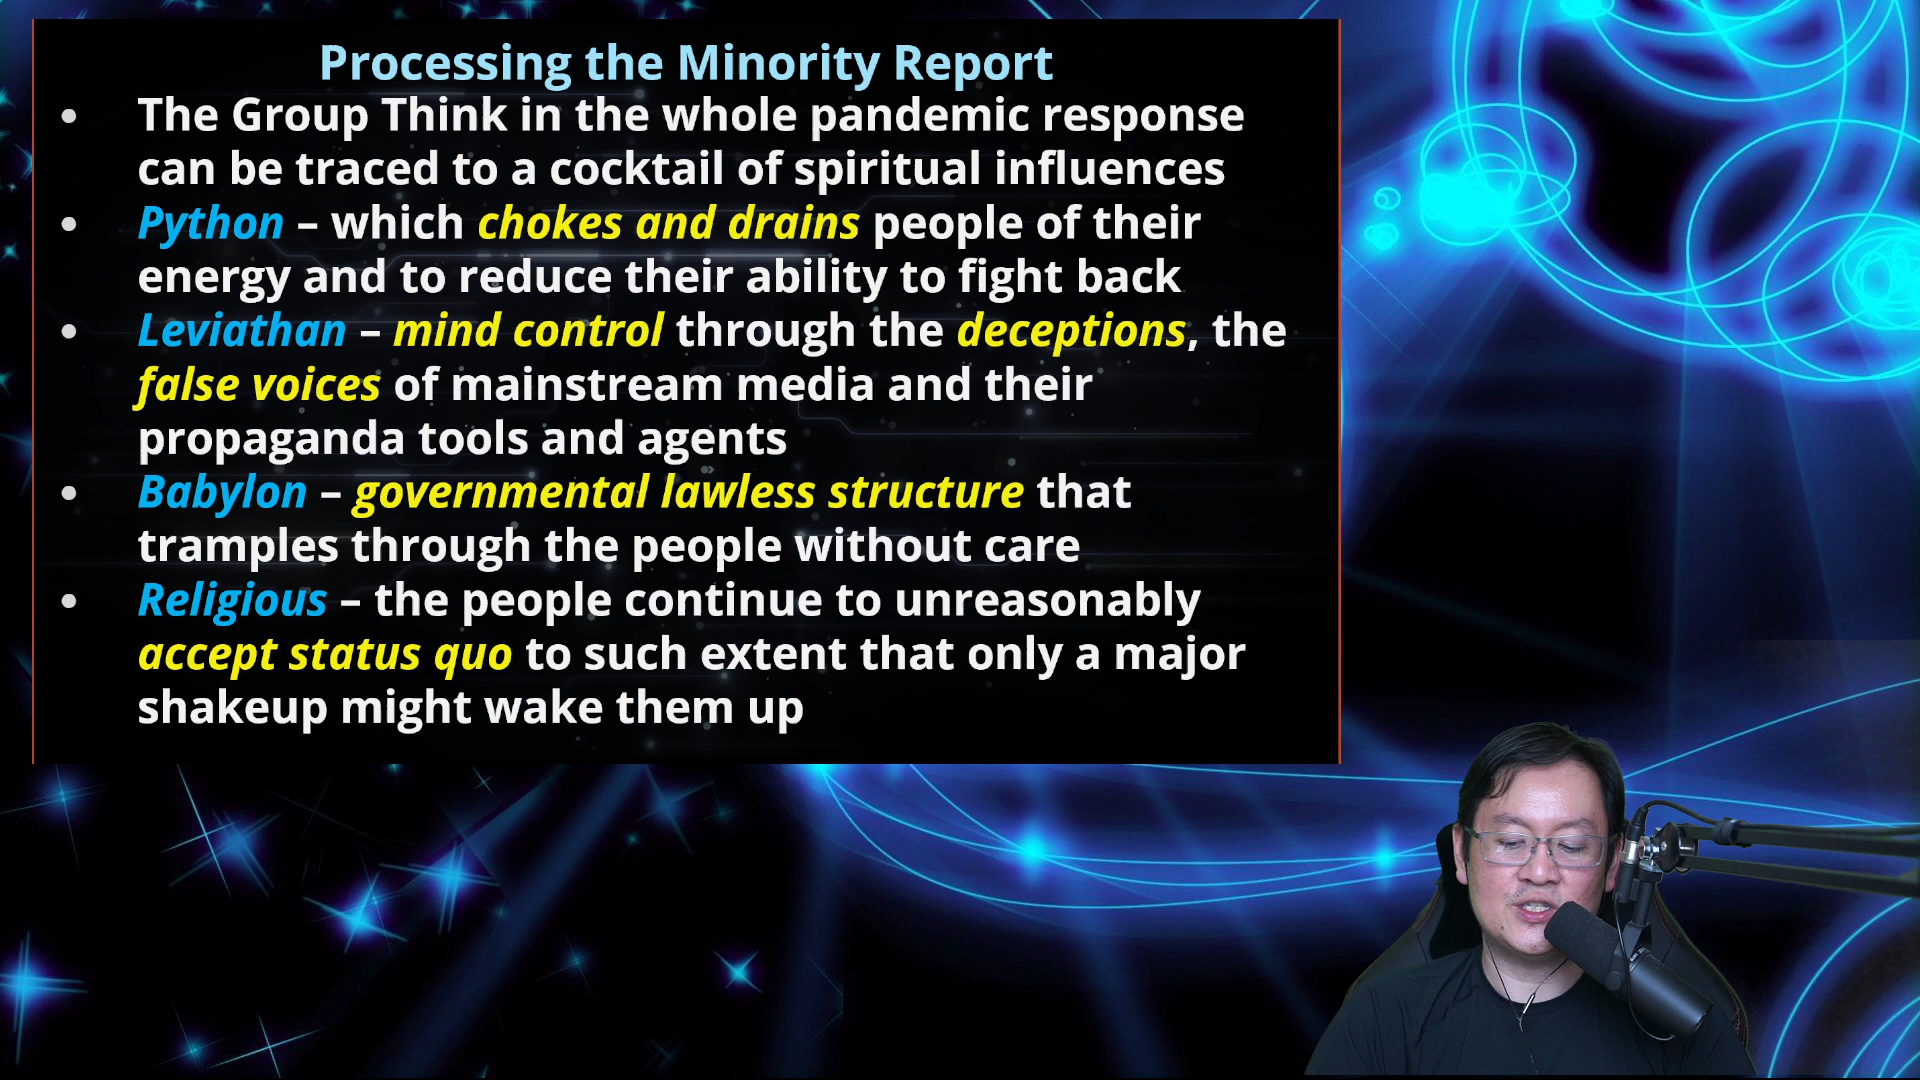 Processing the Minority Report
• The Group Think in the whole pandemic response
can be traced to a cocktail of spiritual influences
• Python – which chokes and drains people of their
energy and to reduce their ability to fight back
• Leviathan – mind control through the deceptions, the
false voices of mainstream media and their
propaganda tools and agents
• Babylon – governmental lawless structure that
tramples through the people without care
• Religious – the people continue to unreasonably
accept status quo to such extent that only a major
shakeup might wake them up